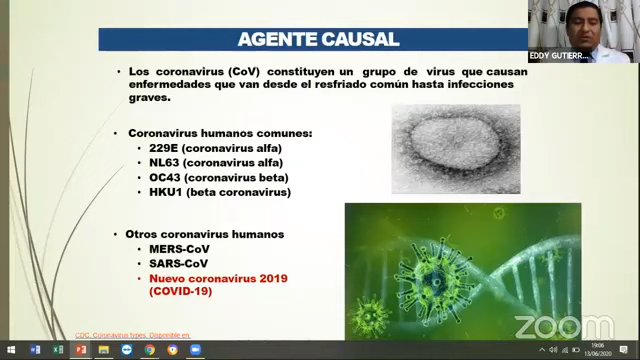 AGENTE CAUSAL
EDDY GUTIERR...
• Los coronavirus (CoV) constituyen un grupo de virus que causan
enfermedades que van desde el resfriado común hasta infecciones
graves.
• Coronavirus humanos comunes:
• 229E (coronavirus alfa)
• NL63 (coronavirus alfa)
• OC43 (coronavirus beta)
• HKU1 (beta coronavirus)
• Otros coronavirus humanos
• MERS-CoV
• SARS-CoV
• Nuevo coronavirus 2019
(COVID-19)
CDC. Coronavirus types. Disponible en:
zoom
19:06
13/06/2020